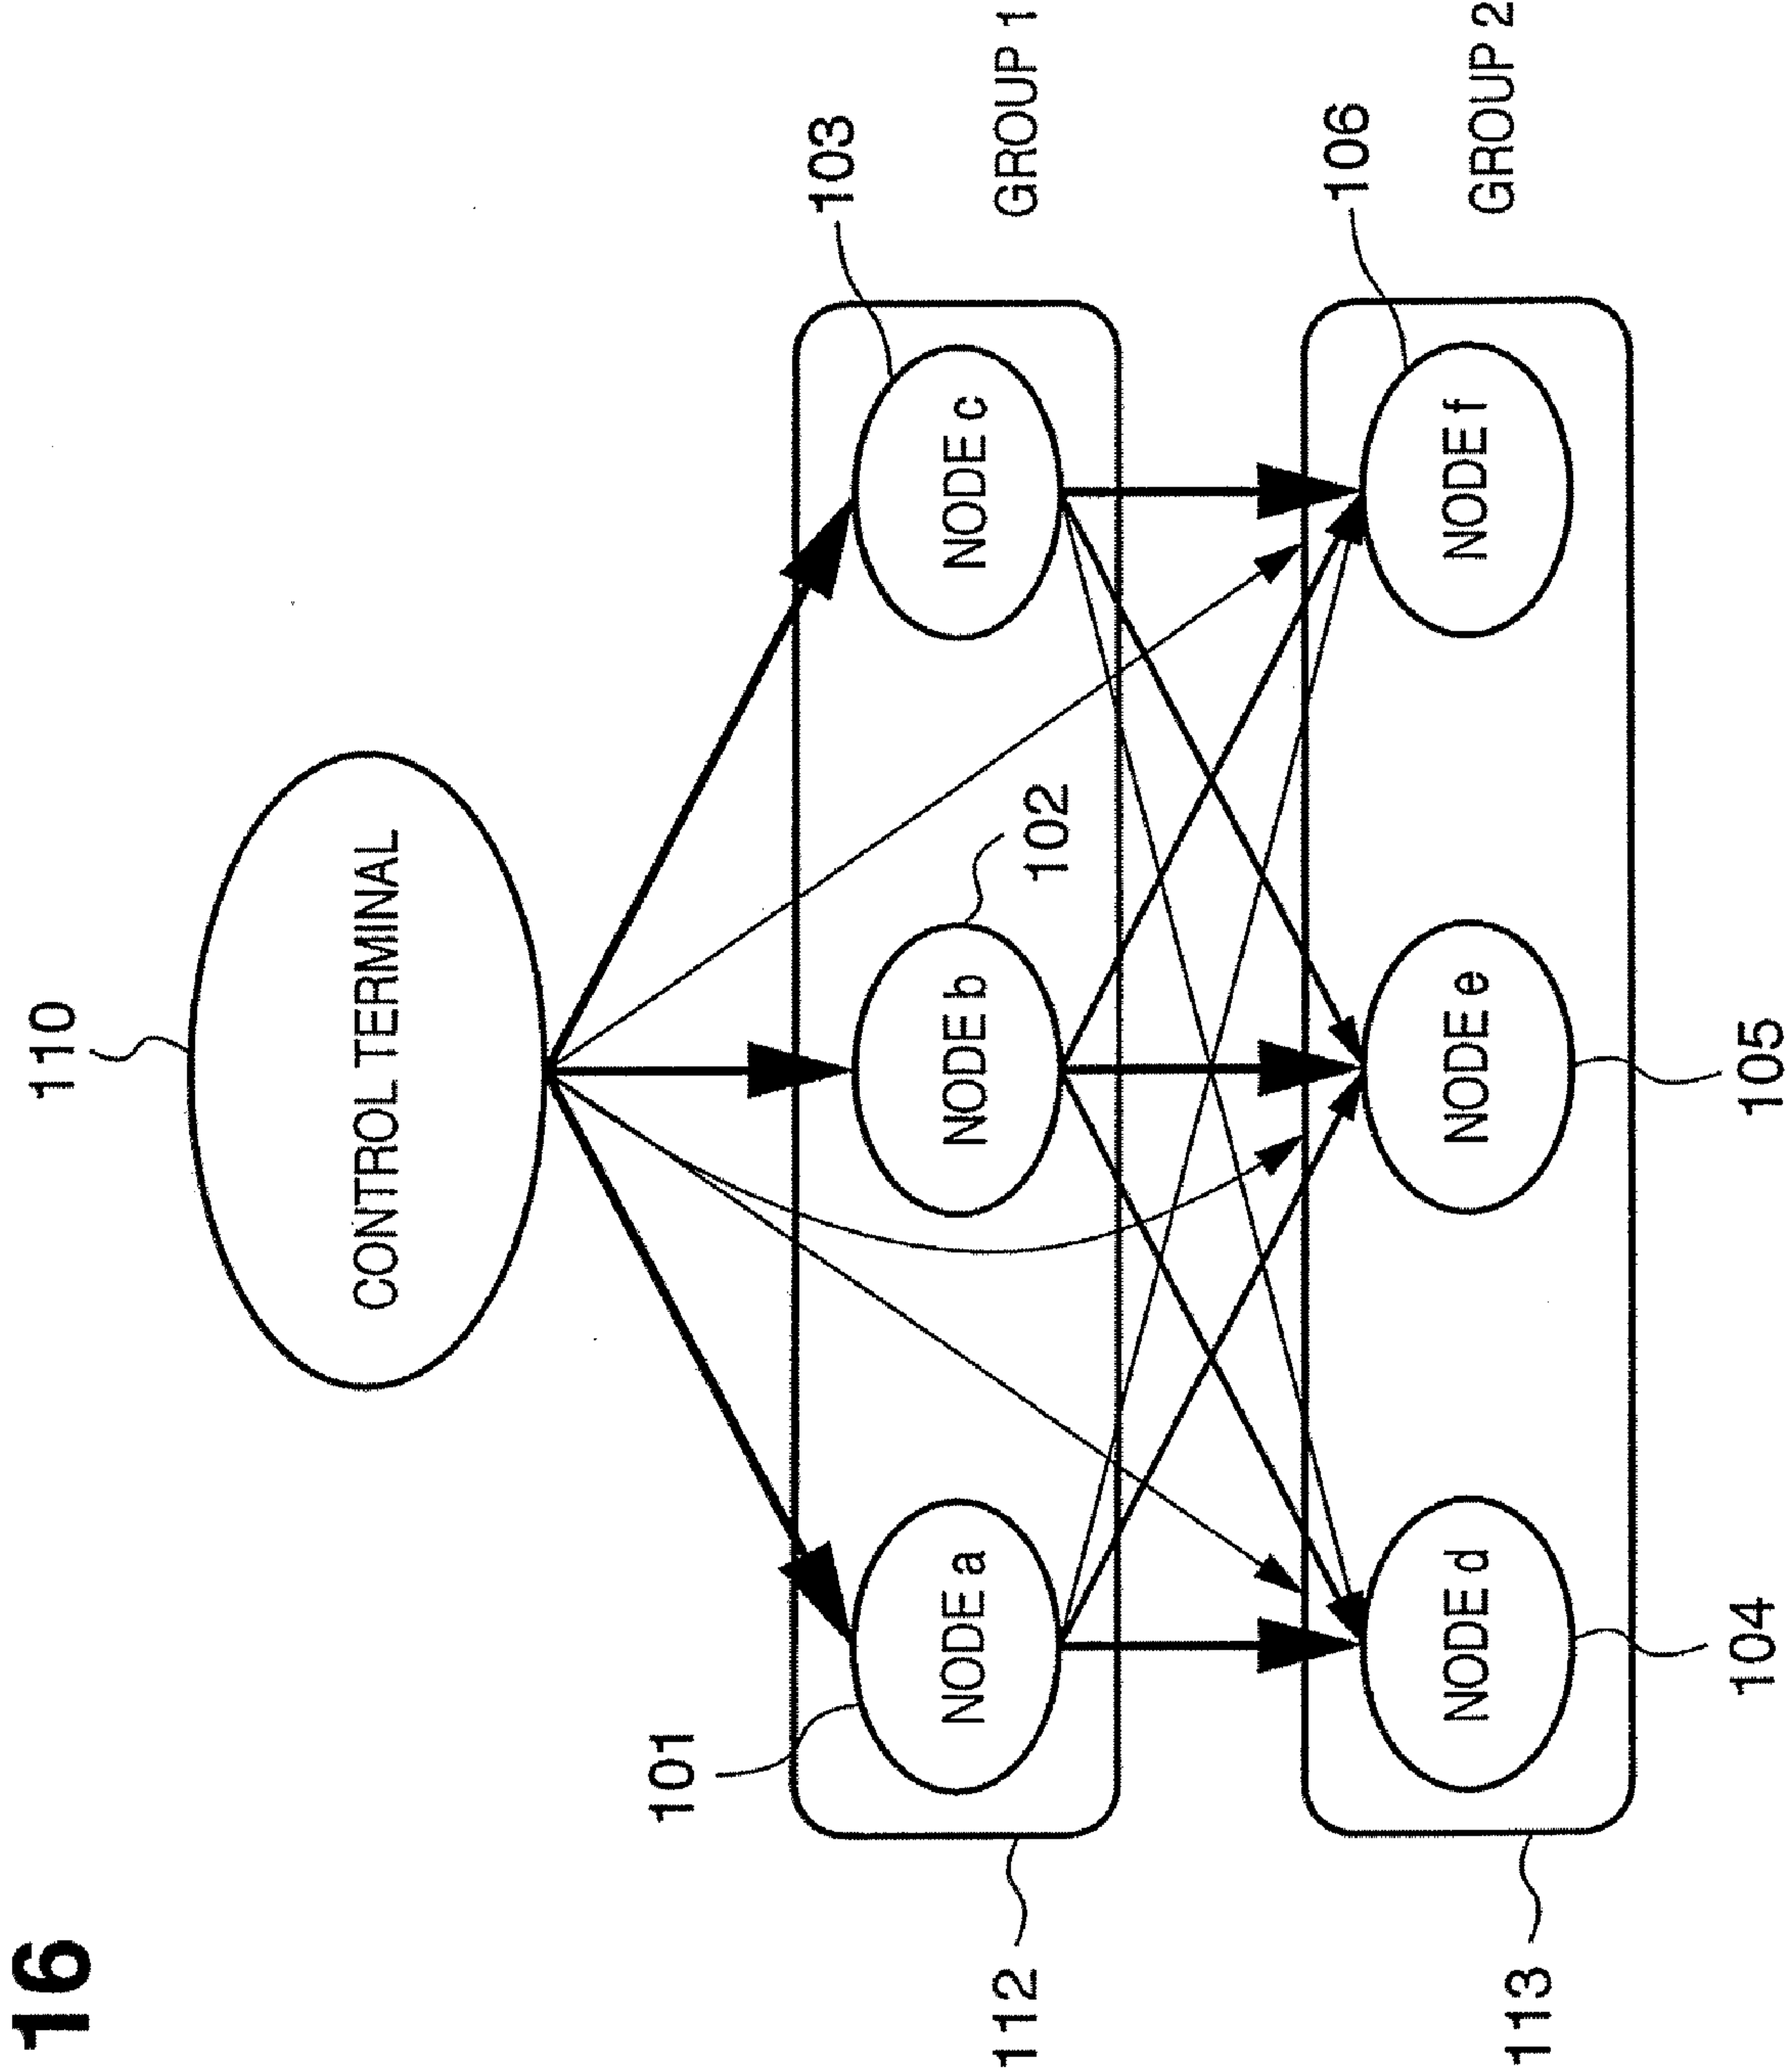 16
110
CONTROL TERMINAL
101
103
NODE a
NODE b
NODE c
102
112
GROUP 1
106
NODE d
NODE e
NODE f
113
GROUP 2
104
105